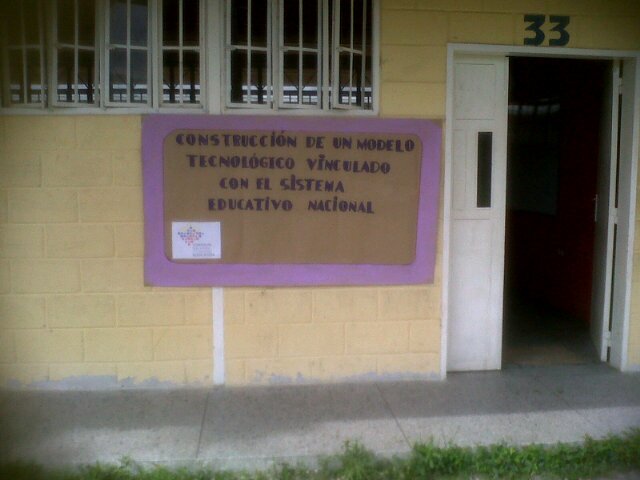 33
CONSTRUCCIÓN DE UN MODELO
TECNOLÓGICO VINCULADO
CON EL SISTEMA
EDUCATIVO NACIONAL